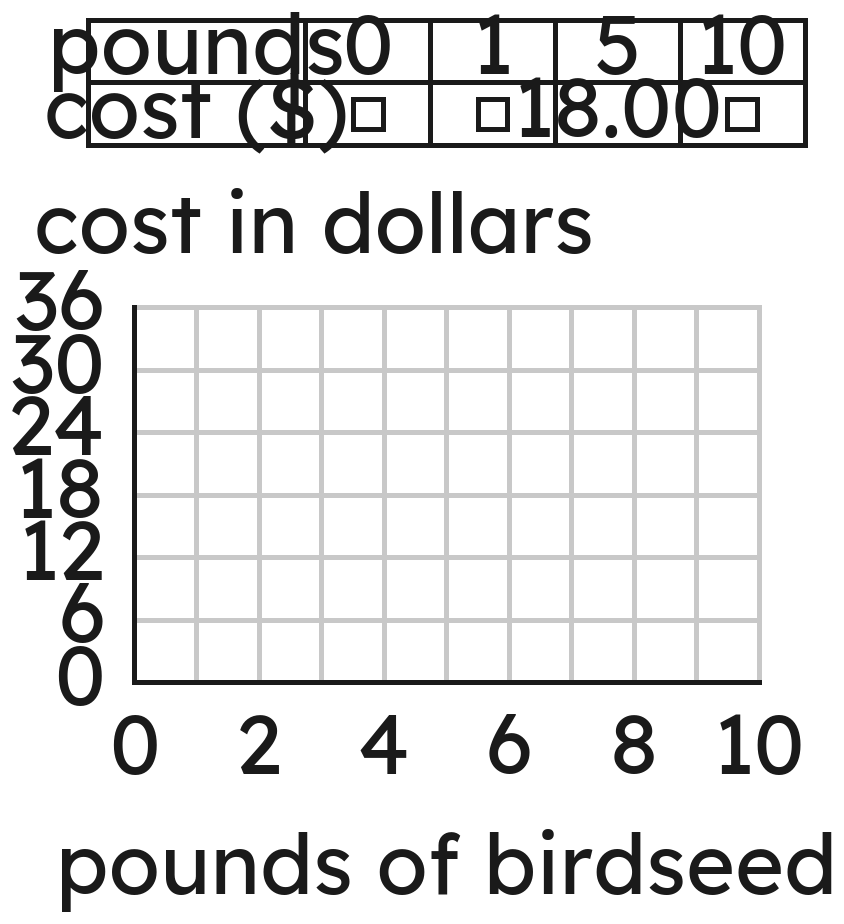 pounds 0 1 5 10
cost ($) □ □ 18.00 □
cost in dollars
36
30
24
18
12
6
0
0 2 4 6 8 10
pounds of birdseed